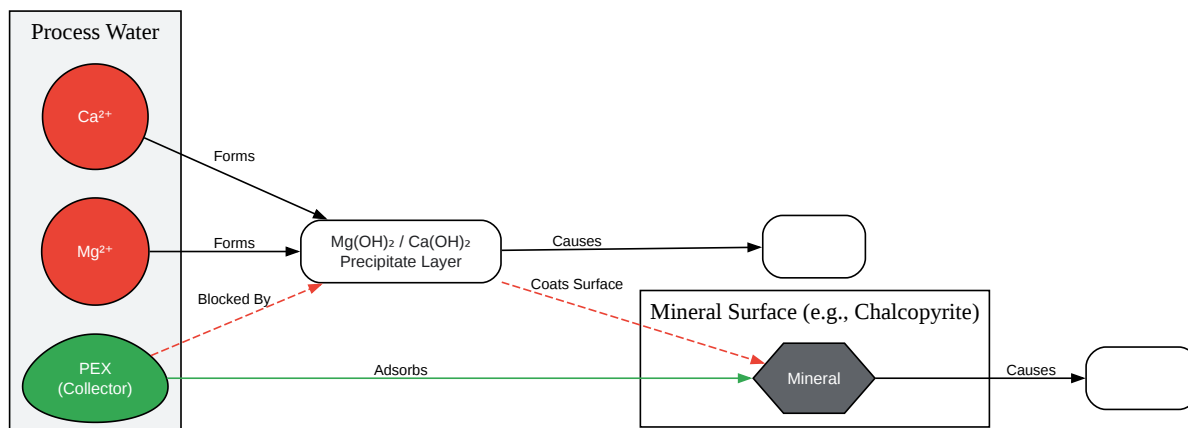 Process Water
Ca²⁺
Forms
Mg²⁺
Forms
Mg(OH)₂ / Ca(OH)₂
Precipitate Layer
Causes
Blocked By
Coats Surface
Mineral Surface (e.g., Chalcopyrite)
PEX
(Collector)
Adsorbs
Mineral
Causes